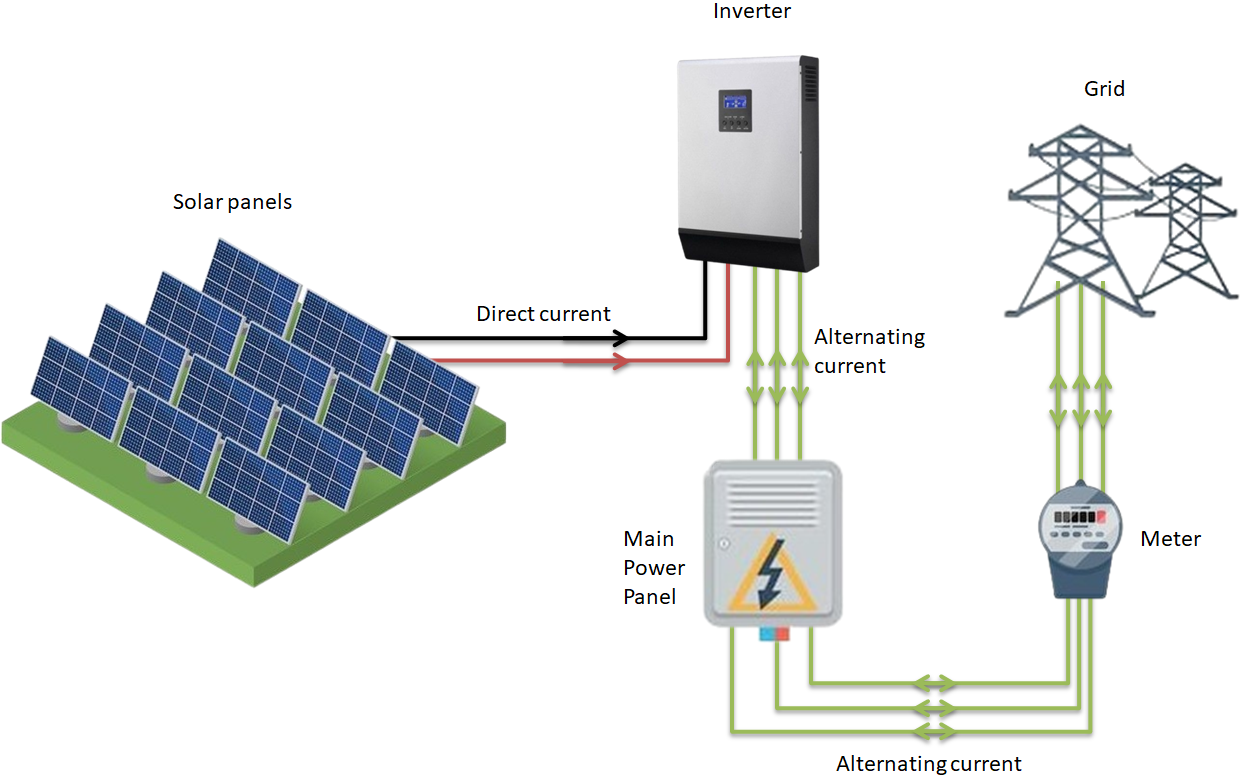 Inverter
Grid
Solar panels
Direct current
Alternating
current
Main
Power
Panel
Meter
Alternating current